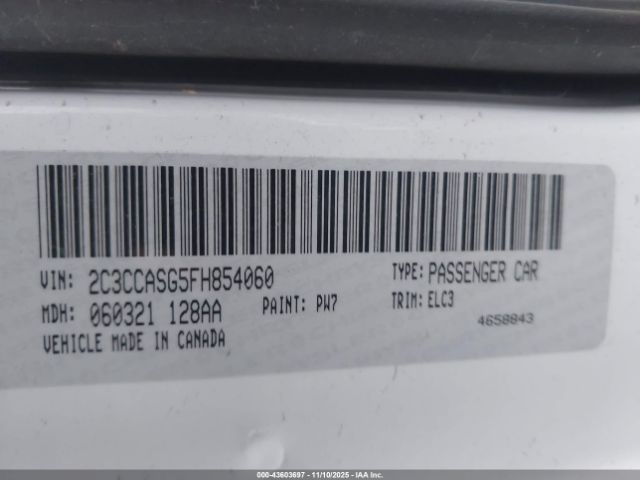 VIN: 2C3CCASG5FH854060 TYPE: PASSENGER CAR
MDH: 060321 128AA PAINT: PW7 TRIM: ELC3
4658843
VEHICLE MADE IN CANADA
000-43603697 - 11/10/2025 - IAA Inc. (IAA)